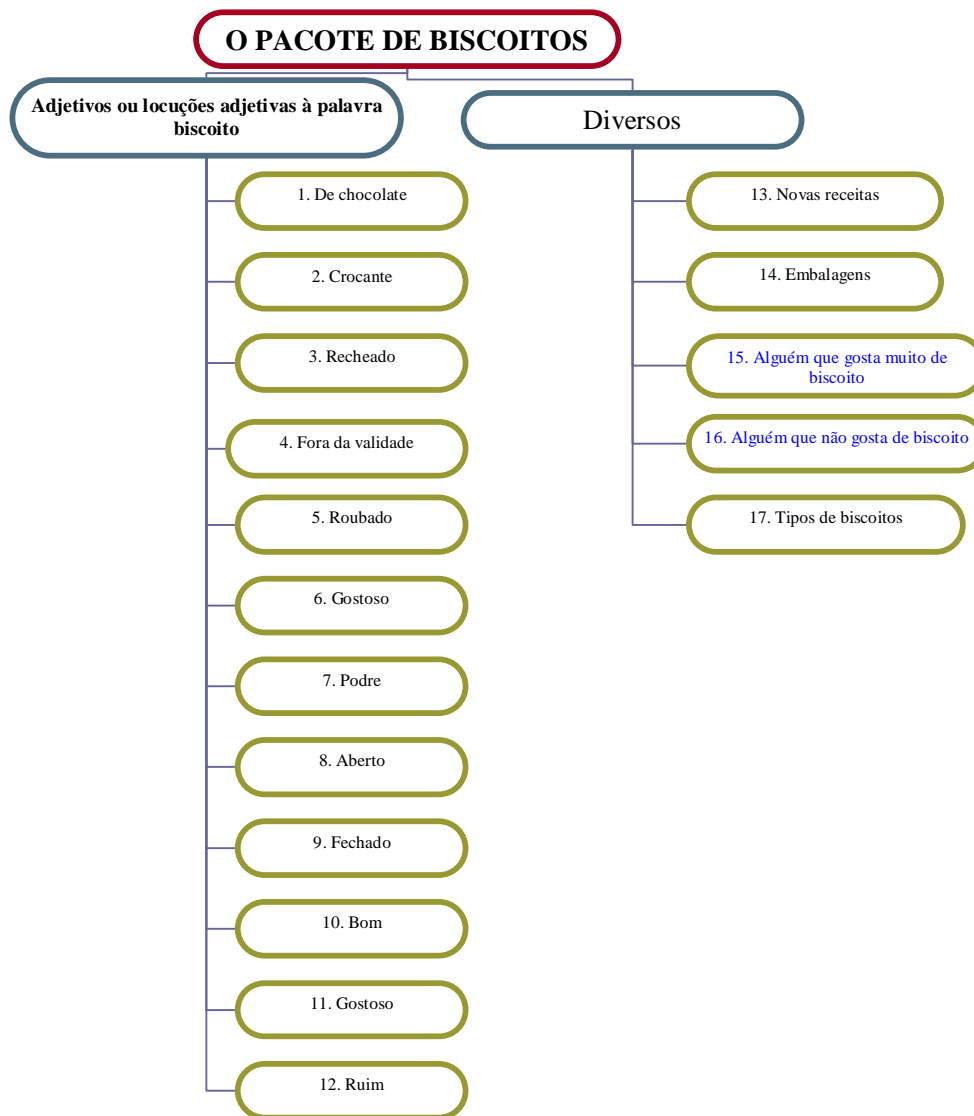 O PACOTE DE BISCOITOS
Adjetivos ou locuções adjetivas à palavra
biscoito
1. De chocolate
2. Crocante
3. Recheado
4. Fora da validade
5. Roubado
6. Gostoso
7. Podre
8. Aberto
9. Fechado
10. Bom
11. Gostoso
12. Ruim
Diversos
13. Novas receitas
14. Embalagens
15. Alguém que gosta muito de
biscoito
16. Alguém que não gosta de biscoito
17. Tipos de biscoitos